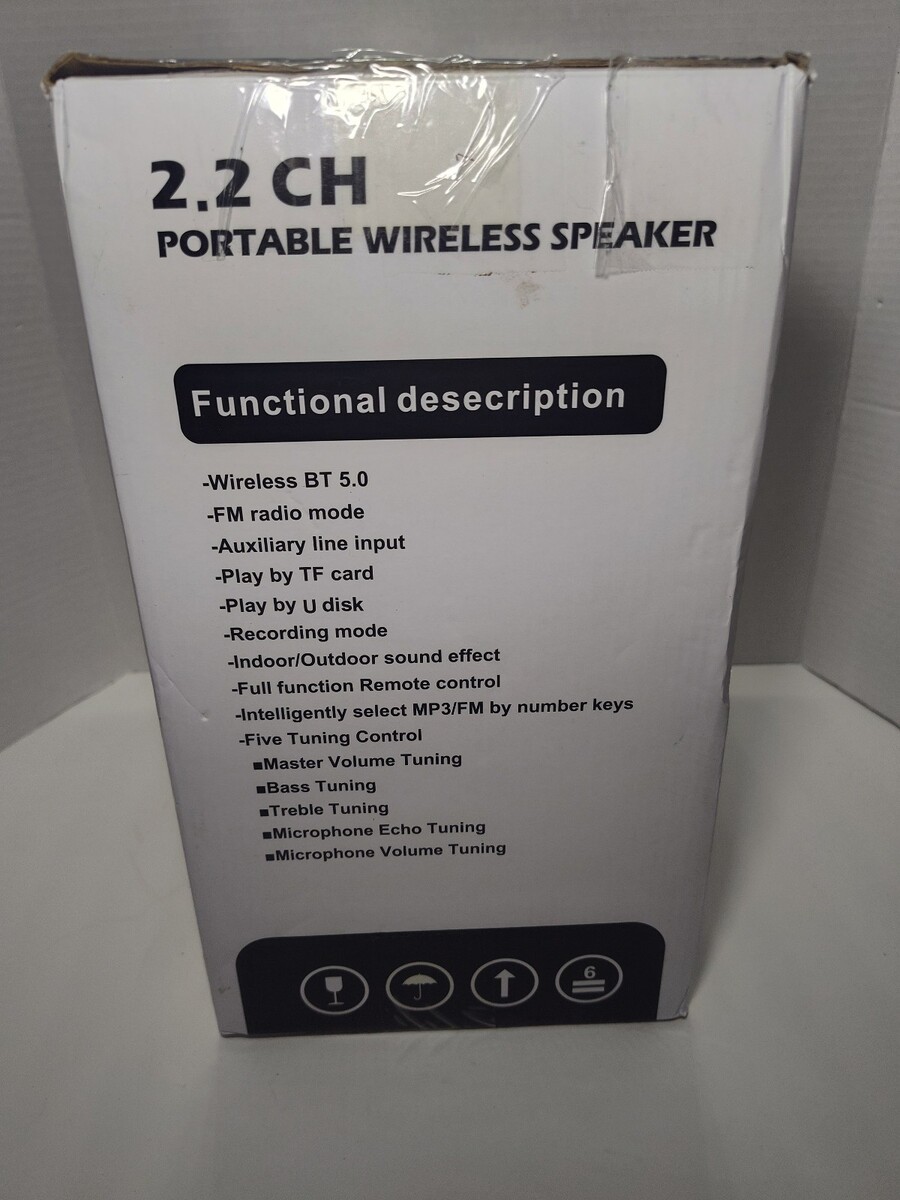 2.2 CH
PORTABLE WIRELESS SPEAKER
Functional desecription
-Wireless BT 5.0
-FM radio mode
-Auxiliary line input
-Play by TF card
-Play by U disk
-Recording mode
-Indoor/Outdoor sound effect
-Full function Remote control
-Intelligently select MP3/FM by number keys
-Five Tuning Control
■Master Volume Tuning
■Bass Tuning
■Treble Tuning
■Microphone Echo Tuning
■Microphone Volume Tuning
6